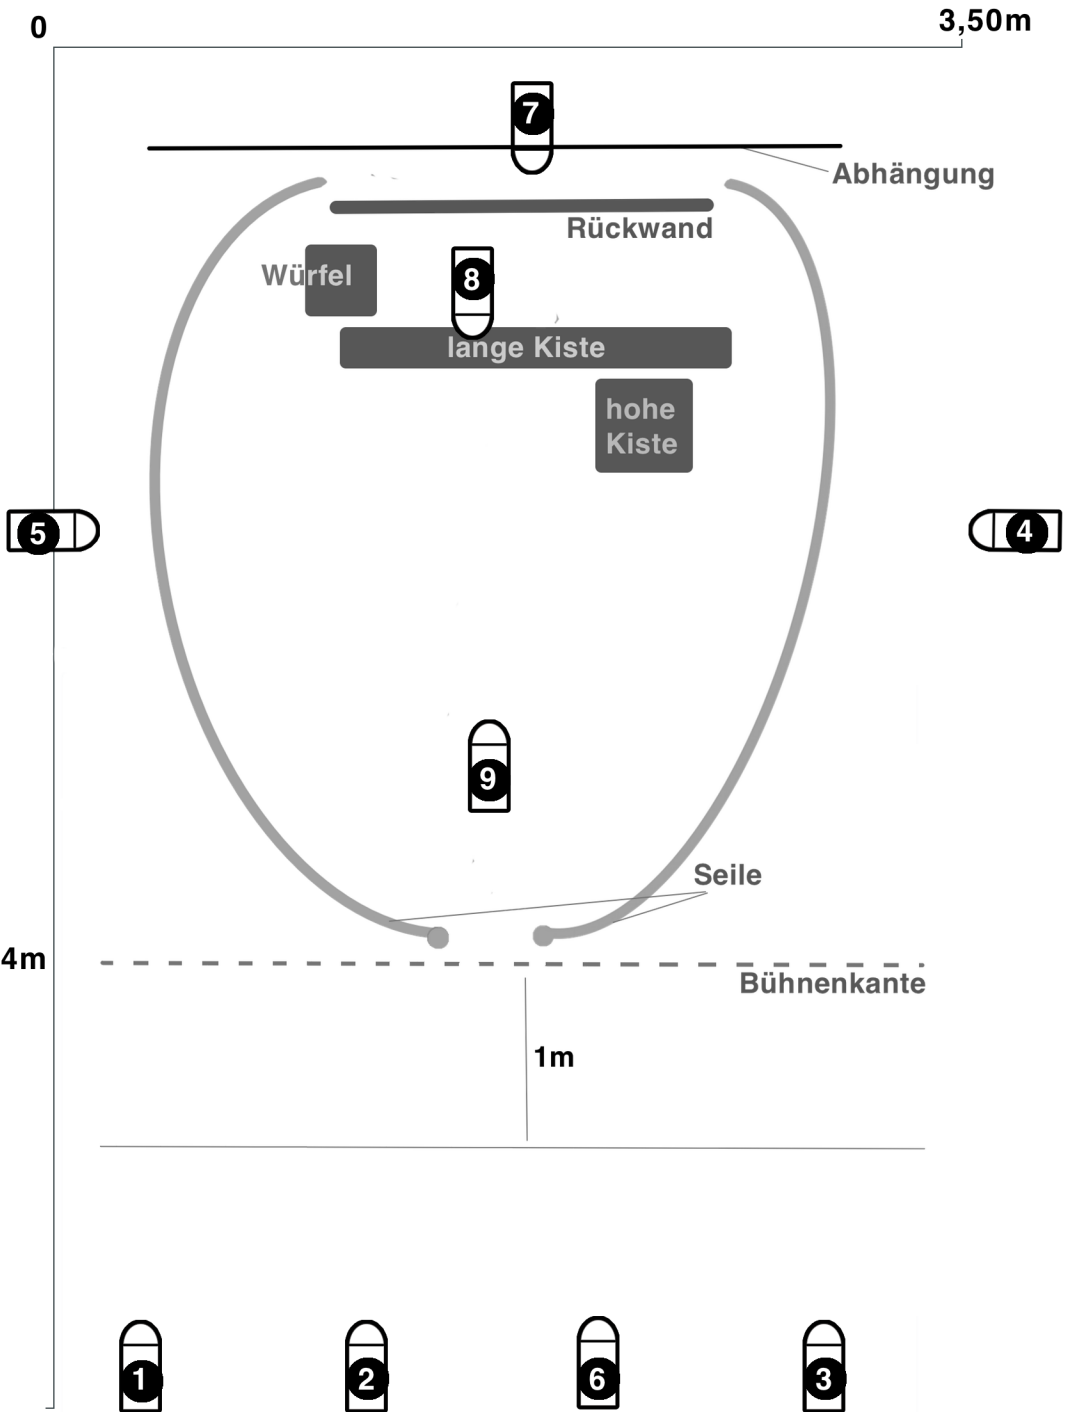 0
3,50m
7
Abhängung
Rückwand
Würfel
8
lange Kiste
hohe
Kiste
5
4
9
Seile
4m
Bühnenkante
1m
1
2
6
3